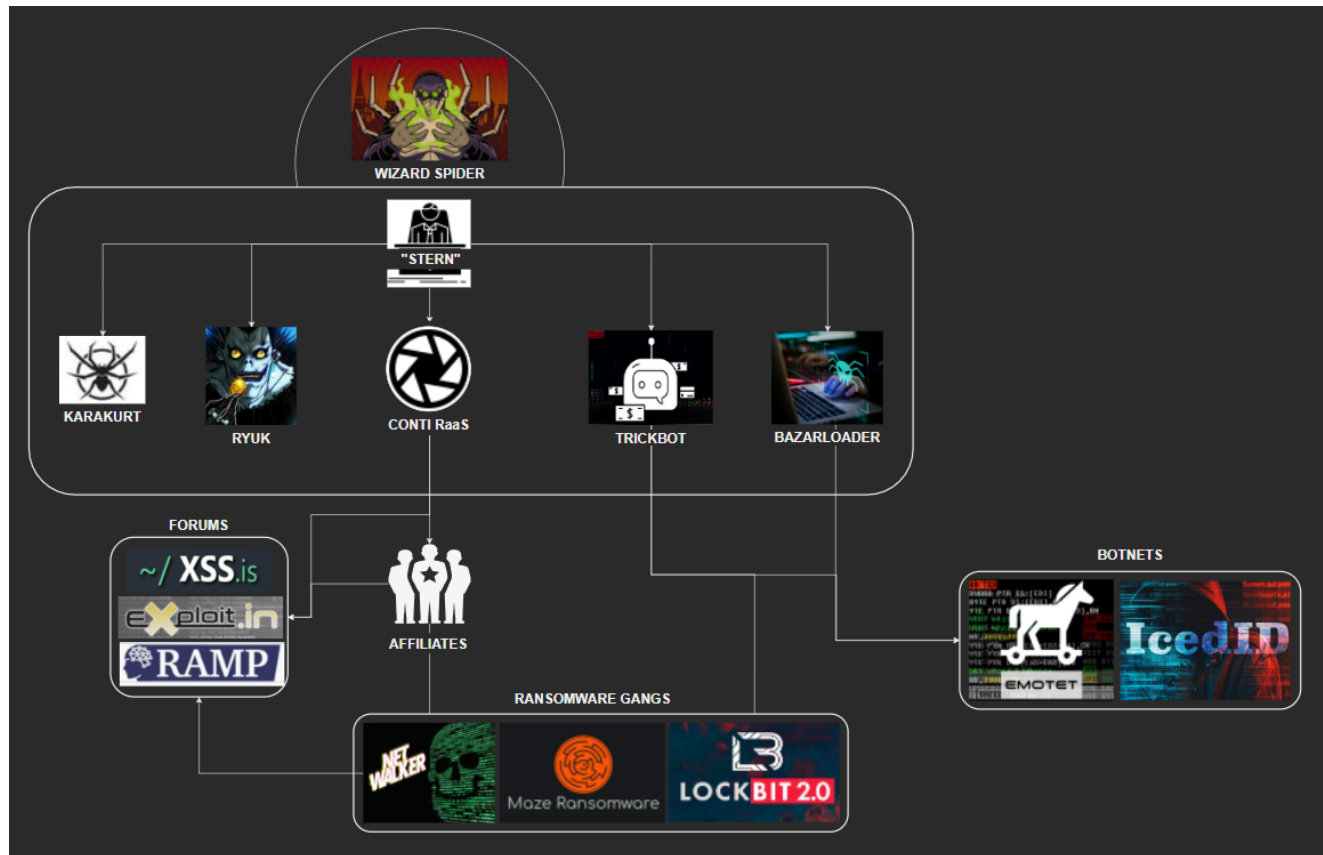 WIZARD SPIDER
"STERN"
KARAKURT
RYUK
CONTI RaaS
TRICKBOT
BAZARLOADER
FORUMS
~/ XSS.is
eXploit.in
RAMP
AFFILIATES
BOTNETS
EMOTET
IcedID
RANSOMWARE GANGS
NET
WALKER
Maze Ransomware
LOCKBIT 2.0